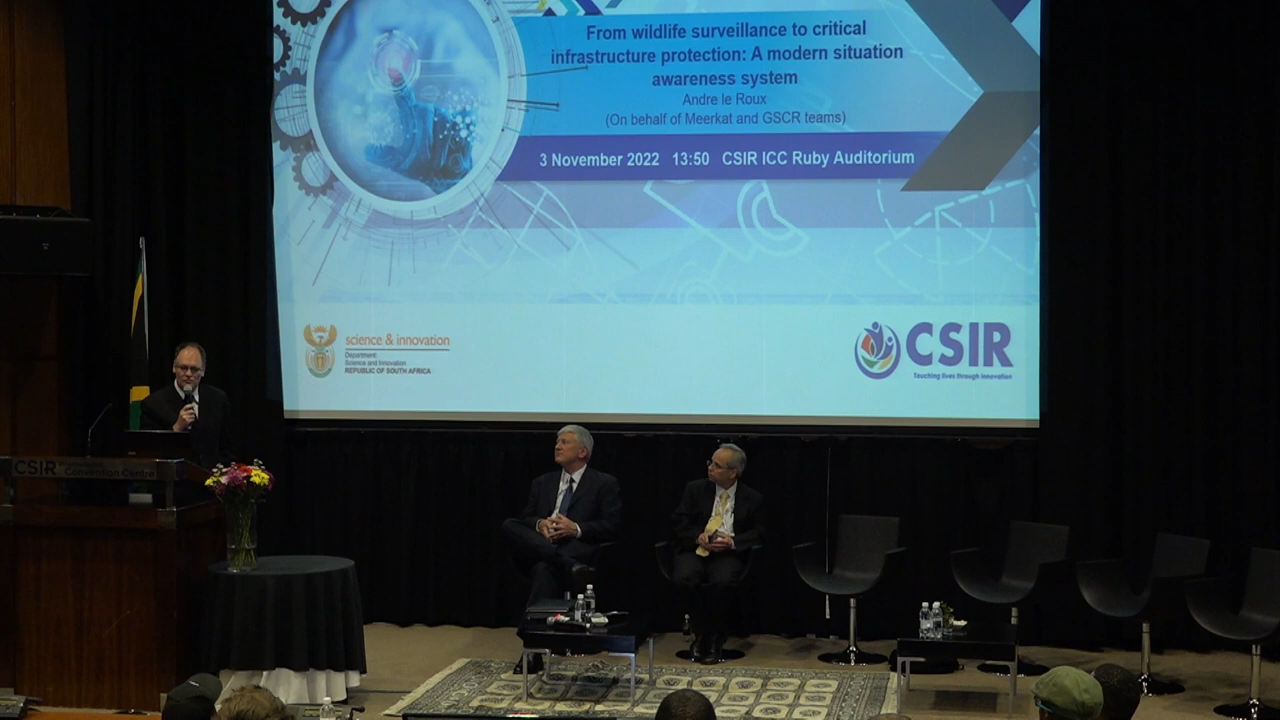 From wildlife surveillance to critical
infrastructure protection: A modern situation
awareness system
Andre le Roux
(On behalf of Meerkat and GSCR teams)
3 November 2022 13:50 CSIR ICC Ruby Auditorium
science & innovation
Department:
Science and Innovation
REPUBLIC OF SOUTH AFRICA
CSIR
Touching lives through innovation
CSIR Convention Centre